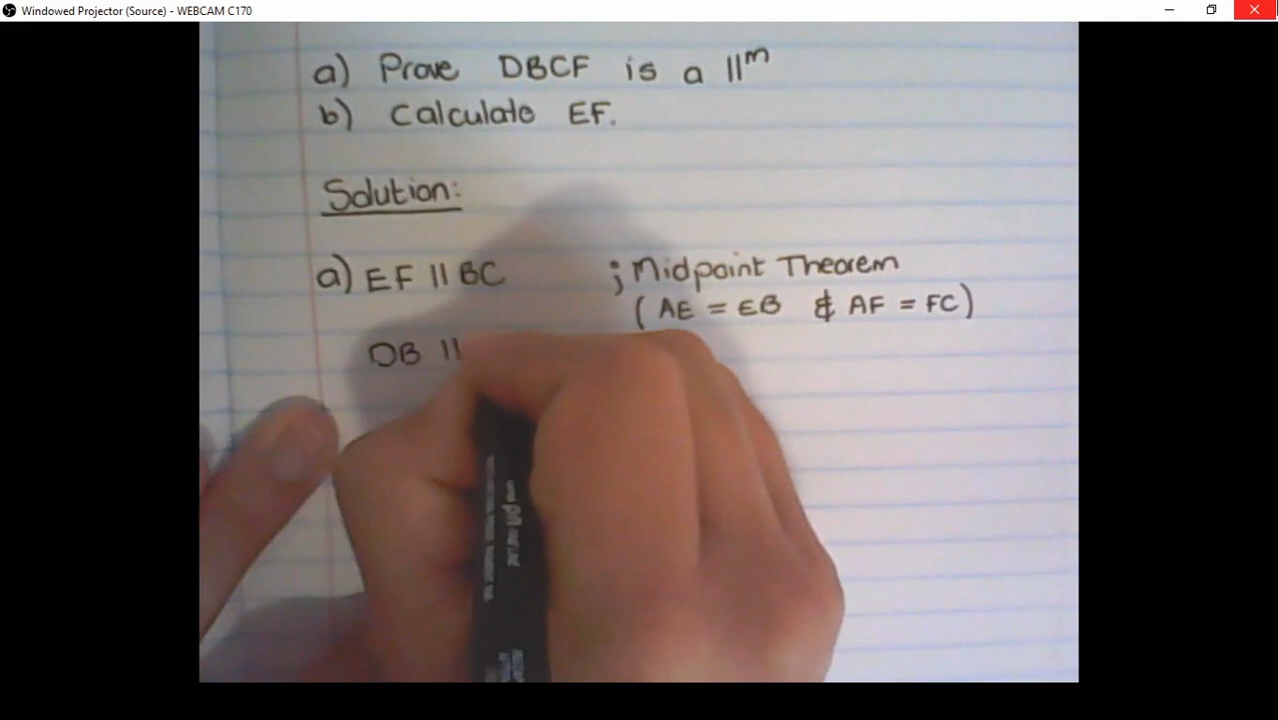 Windowed Projector (Source) - WEBCAM C170
a) Prove DBCF is a ||ᵐ
b) Calculate EF.
Solution:
a) EF || BC ; Midpoint Theorem
(AE = EB & AF = FC)
DB ||